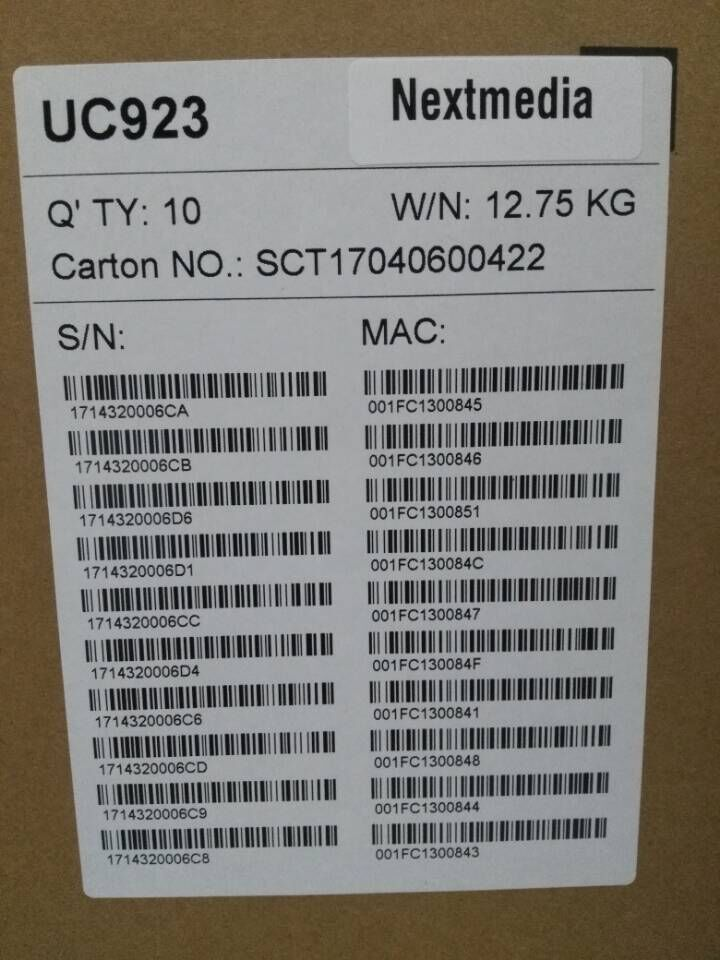 UC923 Nextmedia
Q' TY: 10 W/N: 12.75 KG
Carton NO.: SCT17040600422
S/N: MAC:
1714320006CA 001FC1300845
1714320006CB 001FC1300846
1714320006D6 001FC1300851
1714320006D1 001FC130084C
1714320006CC 001FC1300847
1714320006D4 001FC130084F
1714320006C6 001FC1300841
1714320006CD 001FC1300848
1714320006C9 001FC1300844
1714320006C8 001FC1300843